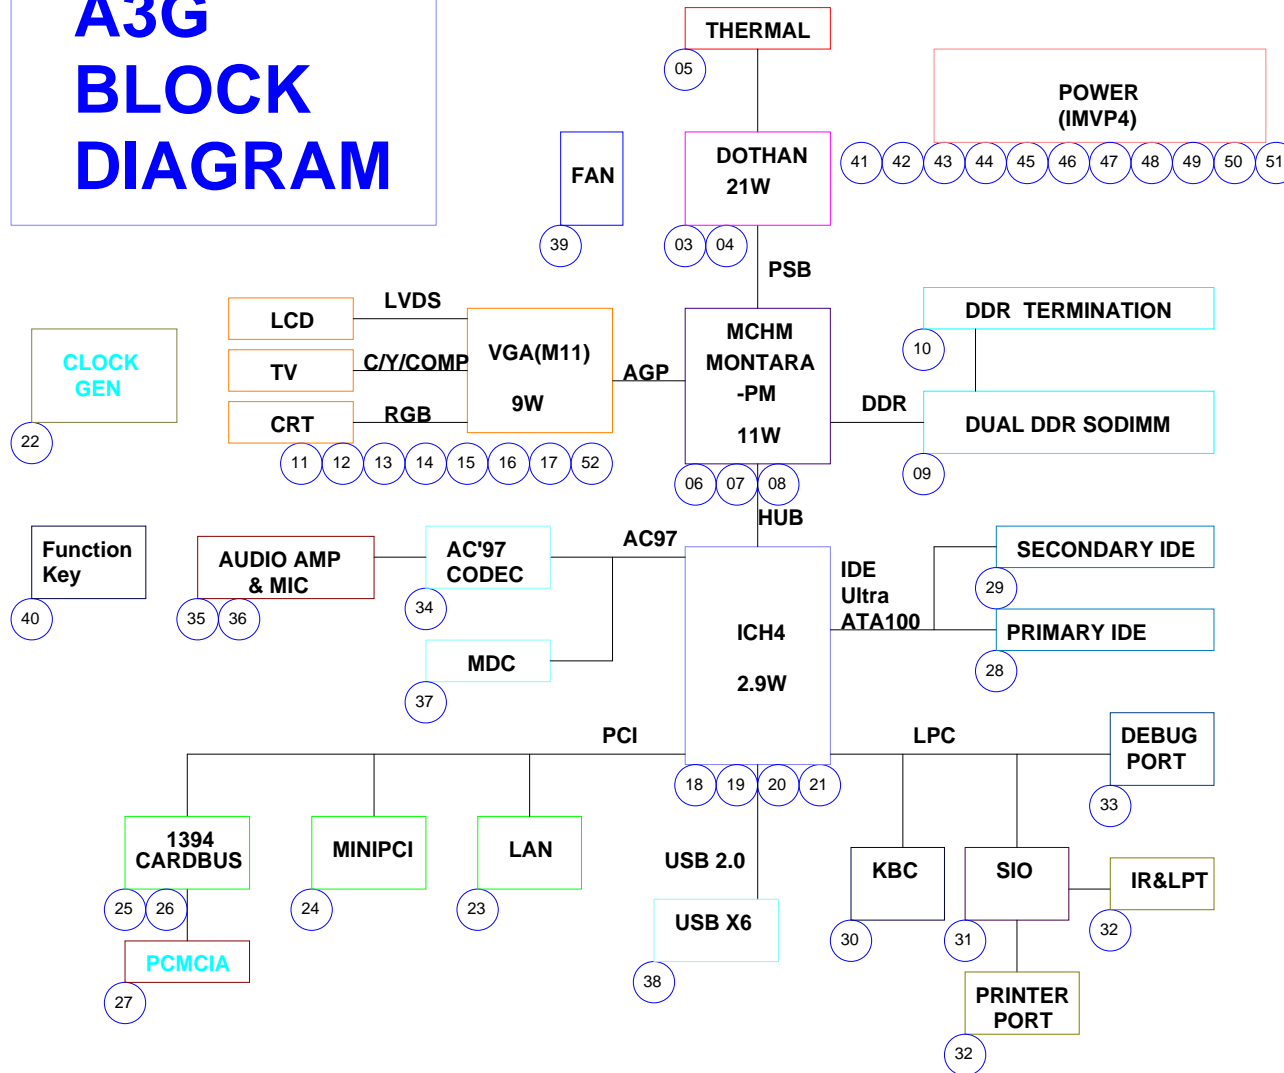 A3G
BLOCK
DIAGRAM
THERMAL
05
POWER
(IMVP4)
41 42 43 44 45 46 47 48 49 50 51
FAN
39
DOTHAN
21W
03 04
PSB
CLOCK
GEN
22
LCD
LVDS
TV
C/Y/COMP
CRT
RGB
VGA(M11)
9W
11 12 13 14 15 16 17 52
AGP
MCHM
MONTARA
-PM
11W
06 07 08
HUB
DDR
DDR TERMINATION
10
DUAL DDR SODIMM
09
Function
Key
40
AUDIO AMP
& MIC
35 36
AC'97
CODEC
34
AC97
MDC
37
ICH4
2.9W
18 19 20 21
IDE
Ultra
ATA100
SECONDARY IDE
29
PRIMARY IDE
28
PCI
LPC
DEBUG
PORT
33
1394
CARDBUS
25 26
PCMCIA
27
MINIPCI
24
LAN
23
USB 2.0
USB X6
38
KBC
30
SIO
31
IR&LPT
32
PRINTER
PORT
32